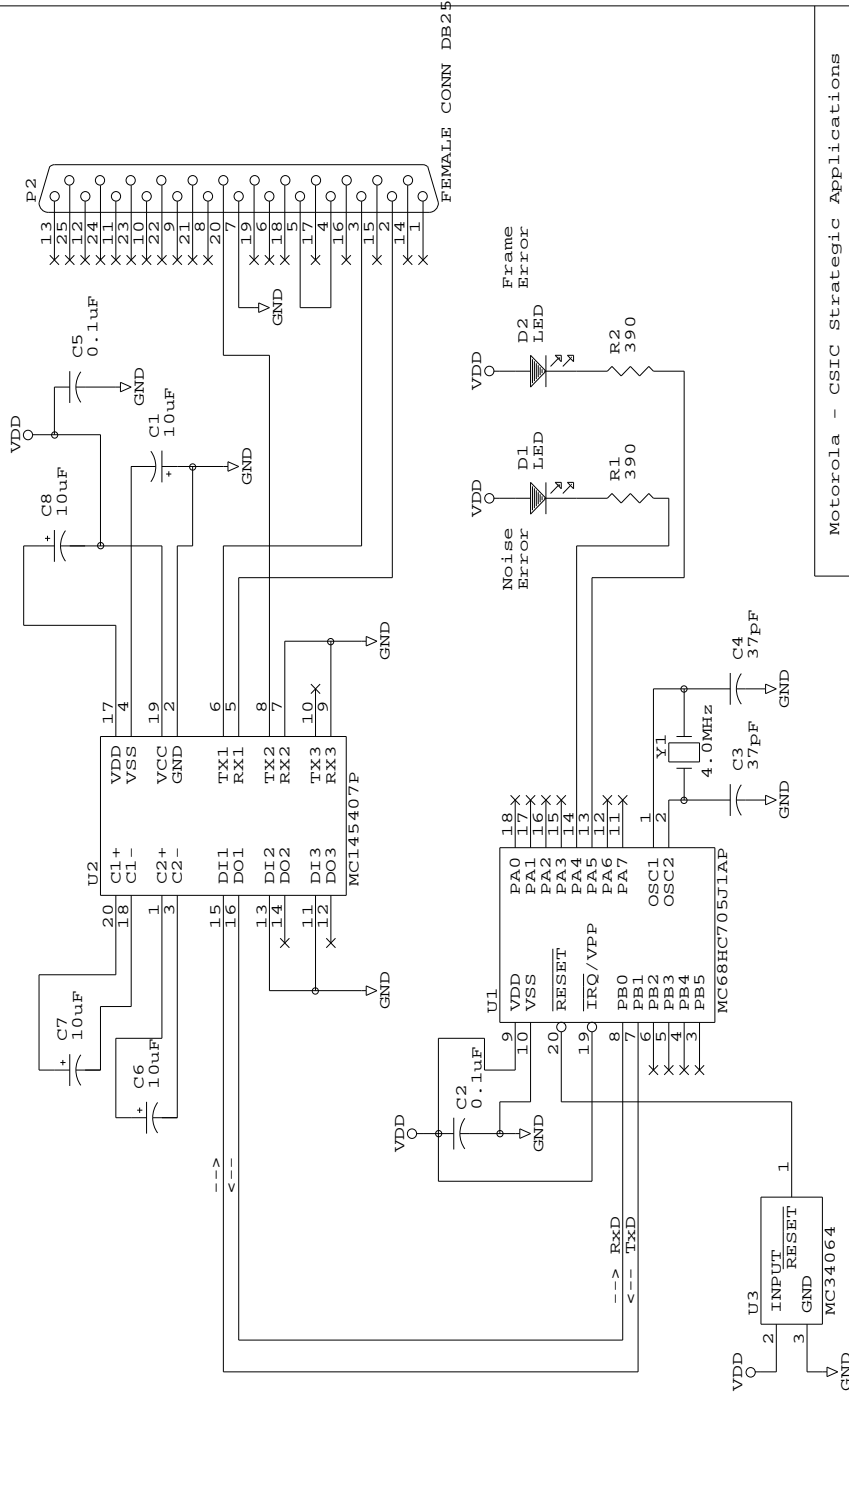 P2
FEMALE CONN DB25
13
25
12
24
11
23
10
22
9
21
8
20
7
19
6
18
5
17
4
16
3
15
2
14
1
GND
VDD
C5
0.1uF
GND
C8
10uF
C1
10uF
GND
U2
MC145407P
17
4
19
2
6
5
8
7
10
9
VDD
VSS
VCC
GND
TX1
RX1
TX2
RX2
TX3
RX3
C1+
C1-
C2+
C2-
DI1
DO1
DI2
DO2
DI3
DO3
20
18
1
3
15
16
13
14
11
12
GND
GND
C7
10uF
C6
10uF
-->
<--
Frame
Error
VDD
D2
LED
R2
390
Noise
Error
VDD
D1
LED
R1
390
U1
MC68HC705J1AP
18
17
16
15
14
13
12
11
1
2
PA0
PA1
PA2
PA3
PA4
PA5
PA6
PA7
OSC1
OSC2
VDD
VSS
RESET
IRQ/VPP
PB0
PB1
PB2
PB3
PB4
PB5
9
10
20
19
8
7
6
5
4
3
Y1
4.0MHz
C4
37pF
GND
C3
37pF
GND
VDD
C2
0.1uF
GND
--> RxD
<-- TxD
U3
MC34064
INPUT
RESET
GND
1
2
3
VDD
GND
Motorola - CSIC Strategic Applications